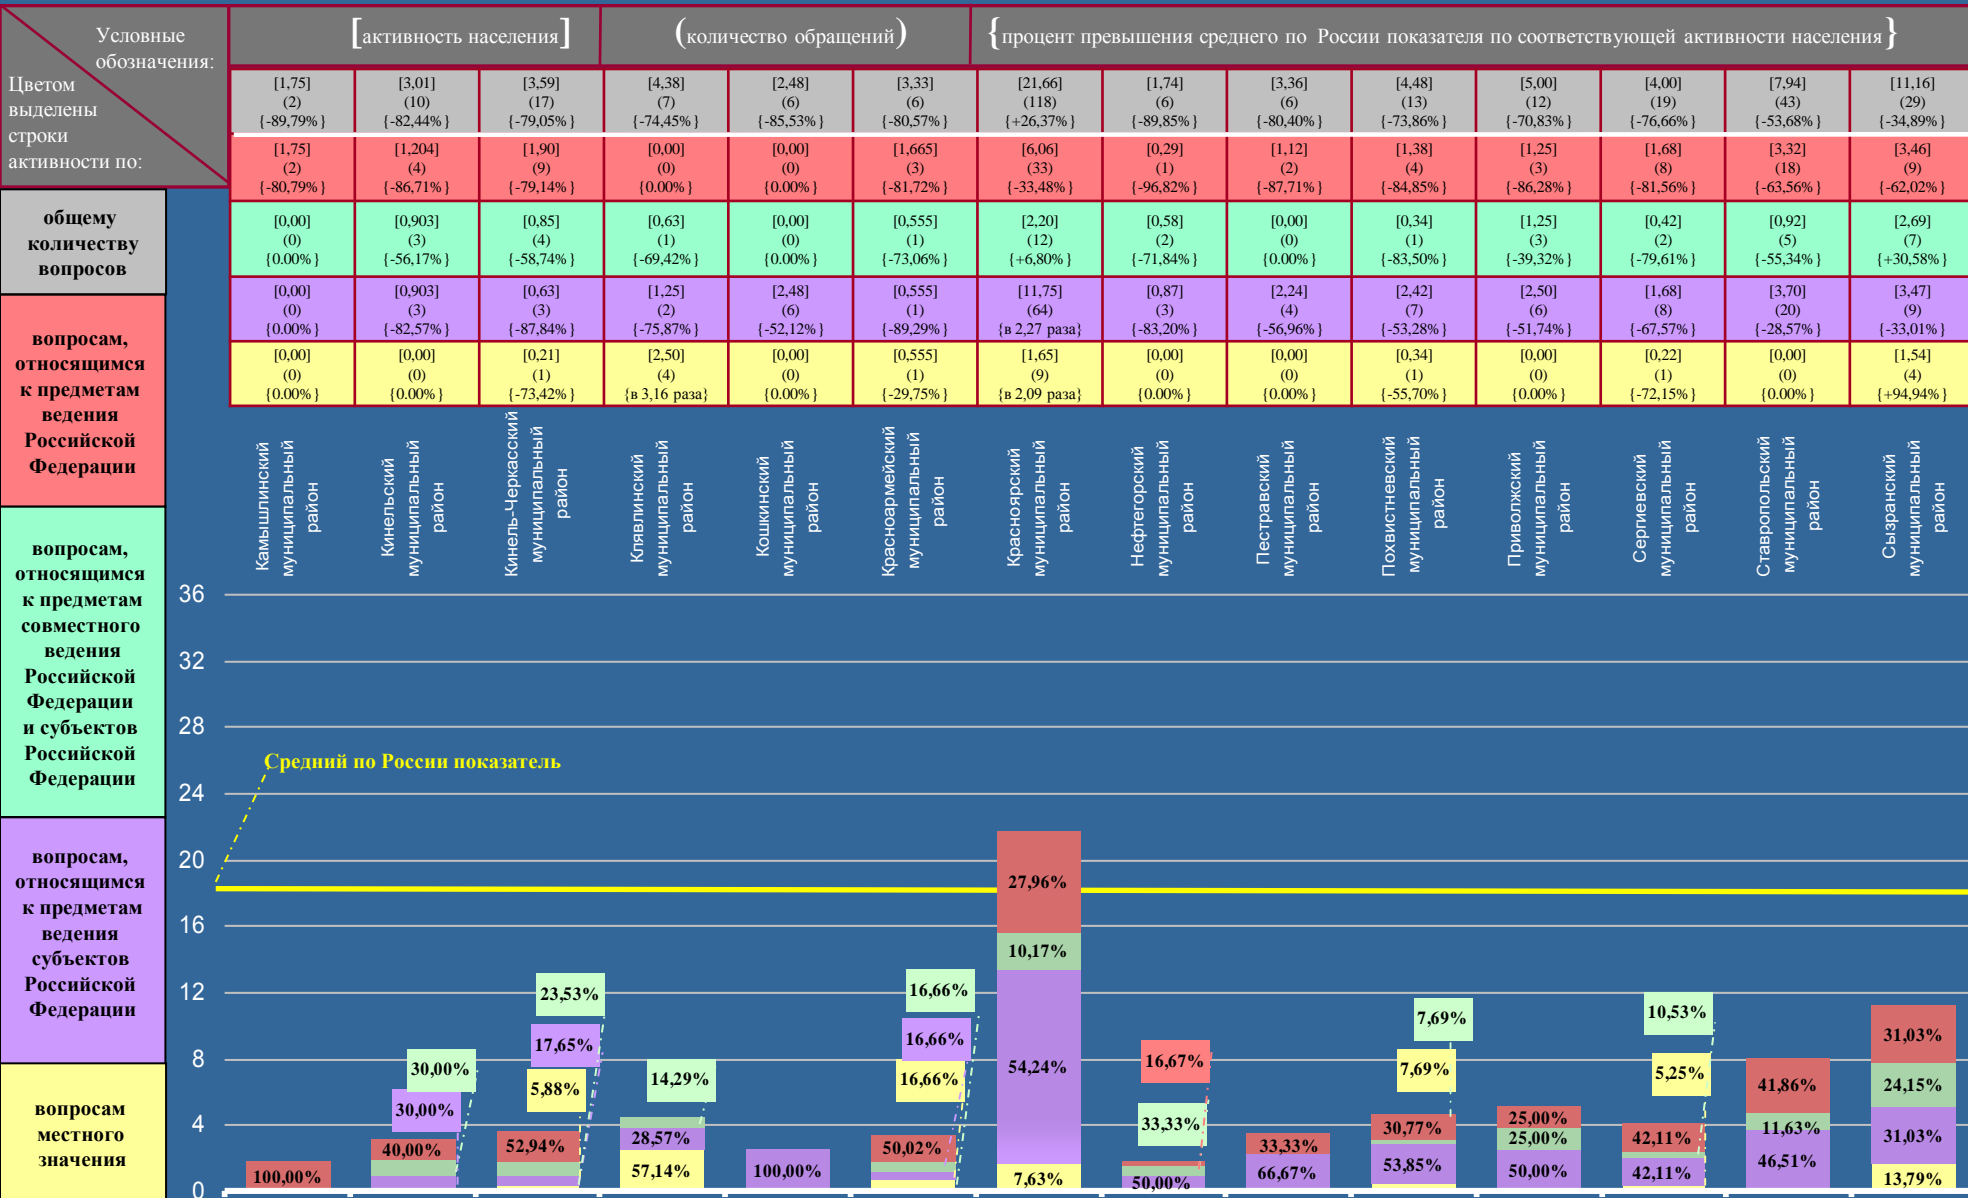 Условные
обозначения:
Цветом
выделены
строки
активности по:
[активность населения]
(количество обращений)
{процент превышения среднего по России показателя по соответствующей активности населения}
[1,75] [3,01] [3,59] [4,38] [2,48] [3,33] [21,66] [1,74] [3,36] [4,48] [5,00] [4,00] [7,94] [11,16]
(2) (10) (17) (7) (6) (6) (118) (6) (6) (13) (12) (19) (43) (29)
{-89,79%} {-82,44%} {-79,05%} {-74,45%} {-85,53%} {-80,57%} {+26,37%} {-89,85%} {-80,40%} {-73,86%} {-70,83%} {-76,66%} {-53,68%} {-34,89%}
[1,75] [1,204] [1,90] [0,00] [0,00] [1,665] [6,06] [0,29] [1,12] [1,38] [1,25] [1,68] [3,32] [3,46]
(2) (4) (9) (0) (0) (3) (33) (1) (2) (4) (3) (8) (18) (9)
{-80,79%} {-86,71%} {-79,14%} {0.00%} {0.00%} {-81,72%} {-33,48%} {-96,82%} {-87,71%} {-84,85%} {-86,28%} {-81,56%} {-63,56%} {-62,02%}
[0,00] [0,903] [0,85] [0,63] [0,00] [0,555] [2,20] [0,58] [0,00] [0,34] [1,25] [0,42] [0,92] [2,69]
(0) (3) (4) (1) (0) (1) (12) (2) (0) (1) (3) (2) (5) (7)
{0.00%} {-56,17%} {-58,74%} {-69,42%} {0.00%} {-73,06%} {+6,80%} {-71,84%} {0.00%} {-83,50%} {-39,32%} {-79,61%} {-55,34%} {+30,58%}
[0,00] [0,903] [0,63] [1,25] [2,48] [0,555] [11,75] [0,87] [2,24] [2,42] [2,50] [1,68] [3,70] [3,47]
(0) (3) (3) (2) (6) (1) (64) (3) (4) (7) (6) (8) (20) (9)
{0.00%} {-82,57%} {-87,84%} {-75,87%} {-52,12%} {-89,29%} {в 2,27 раза} {-83,20%} {-56,96%} {-53,28%} {-51,74%} {-67,57%} {-28,57%} {-33,01%}
[0,00] [0,00] [0,21] [2,50] [0,00] [0,555] [1,65] [0,00] [0,00] [0,34] [0,00] [0,22] [0,00] [1,54]
(0) (0) (1) (4) (0) (1) (9) (0) (0) (1) (0) (1) (0) (4)
{0.00%} {0.00%} {-73,42%} {в 3,16 раза} {0.00%} {-29,75%} {в 2,09 раза} {0.00%} {0.00%} {-55,70%} {0.00%} {-72,15%} {0.00%} {+94,94%}
общему
количеству
вопросов
вопросам,
относящимся
к предметам
ведения
Российской
Федерации
вопросам,
относящимся
к предметам
совместного
ведения
Российской
Федерации
и субъектов
Российской
Федерации
вопросам,
относящимся
к предметам
ведения
субъектов
Российской
Федерации
вопросам
местного
значения
Камышлинский
муниципальный
район
Кинельский
муниципальный
район
Кинель-Черкасский
муниципальный
район
Клявлинский
муниципальный
район
Кошкинский
муниципальный
район
Красноармейский
муниципальный
район
Красноярский
муниципальный
район
Нефтегорский
муниципальный
район
Пестравский
муниципальный
район
Похвистневский
муниципальный
район
Приволжский
муниципальный
район
Сергиевский
муниципальный
район
Ставропольский
муниципальный
район
Сызранский
муниципальный
район
36
32
28
24
20
16
12
8
4
0
Средний по России показатель
100,00%
30,00%
30,00%
40,00%
23,53%
17,65%
5,88%
52,94%
14,29%
28,57%
57,14%
100,00%
16,66%
16,66%
16,66%
50,02%
27,96%
10,17%
54,24%
7,63%
16,67%
33,33%
50,00%
33,33%
66,67%
7,69%
7,69%
30,77%
53,85%
25,00%
25,00%
50,00%
10,53%
5,25%
42,11%
42,11%
41,86%
11,63%
46,51%
31,03%
24,15%
31,03%
13,79%